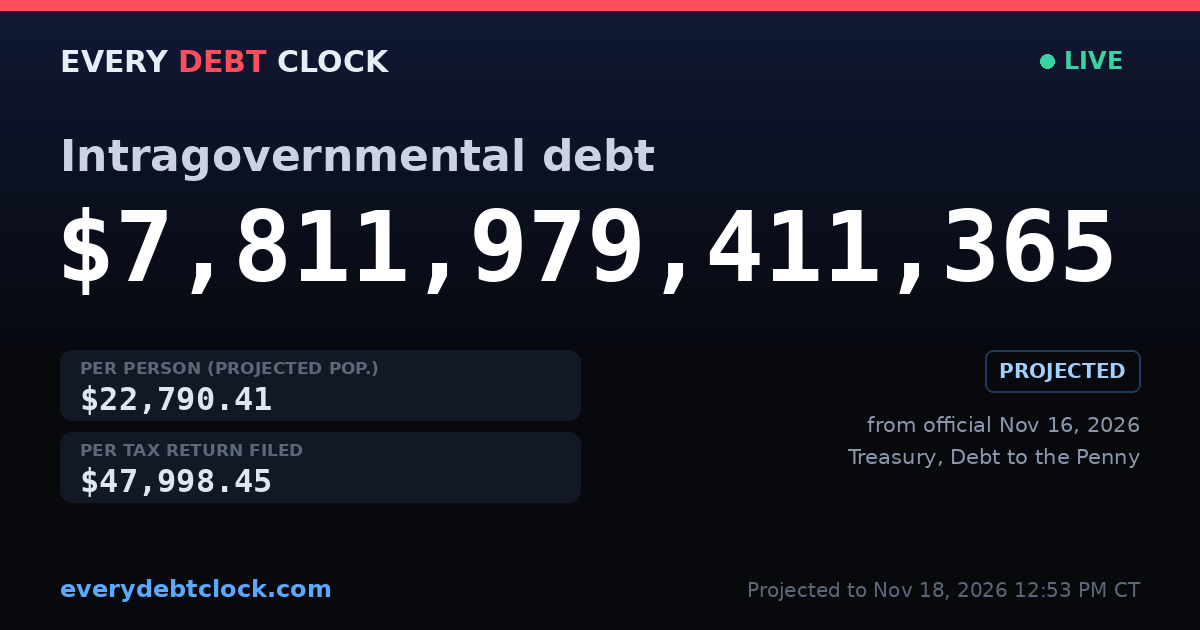 EVERY DEBT CLOCK
LIVE
Intragovernmental debt
$7,811,979,411,365
PER PERSON (PROJECTED POP.)
$22,790.41
PER TAX RETURN FILED
$47,998.45
PROJECTED
from official Nov 16, 2026
Treasury, Debt to the Penny
everydebtclock.com
Projected to Nov 18, 2026 12:53 PM CT